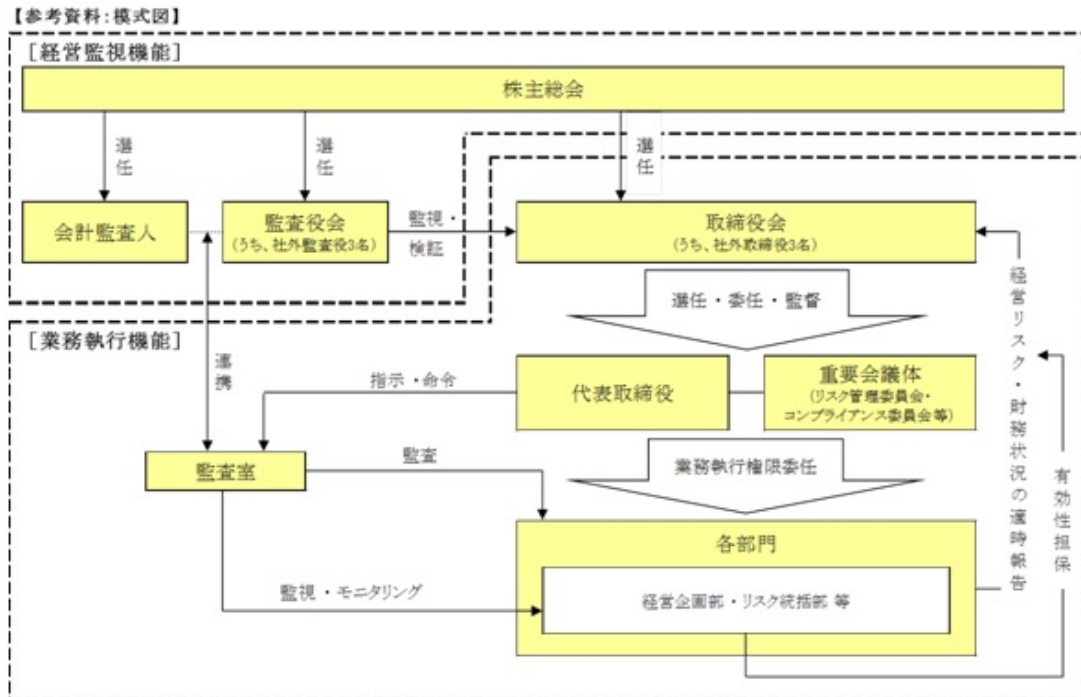 【参考資料:模式図】
［経営監視機能］
株主総会
選任
選任
選任
会計監査人
監査役会
(うち、社外監査役3名)
監視・
検証
取締役会
(うち、社外取締役3名)
選任・委任・監督
［業務執行機能］
連携
指示・命令
代表取締役
重要会議体
(リスク管理委員会・
コンプライアンス委員会等)
監査室
監査
業務執行権限委任
各部門
監視・モニタリング
経営企画部・リスク統括部 等
経営リスク・財務状況の適時報告
有効性担保